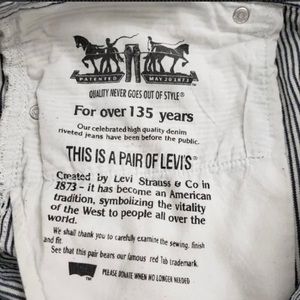 PATENTED MAY 20 1873
QUALITY NEVER GOES OUT OF STYLE®
For over 135 years
Our celebrated high quality denim
riveted jeans have been before the public.
THIS IS A PAIR OF LEVI'S®
Created by Levi Strauss & Co in
1873 - it has become an American
tradition, symbolizing the vitality
of the West to people all over the
world.
We shall thank you to carefully examine the sewing, finish
and fit.
See that this pair bears our famous red Tab trademark.
PLEASE DONATE WHEN NO LONGER NEEDED